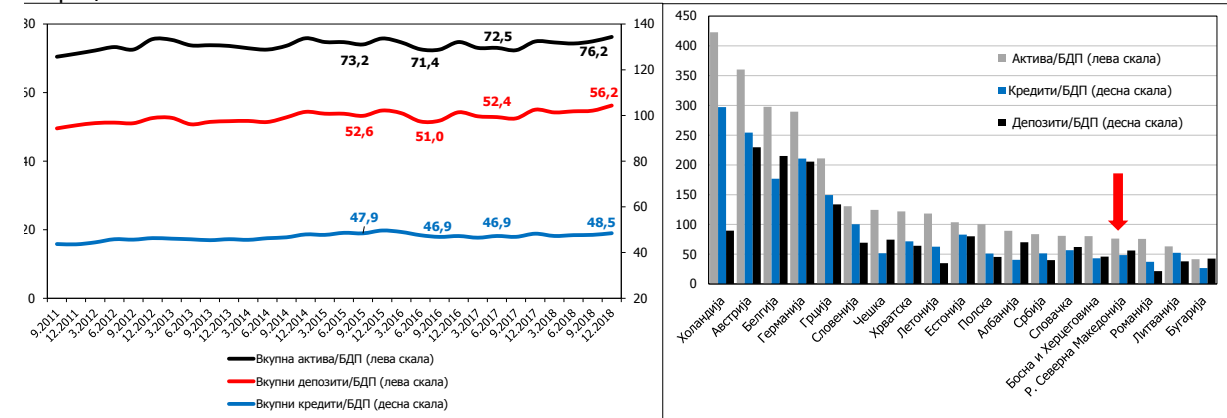 80
60
40
20
0
140
120
100
80
60
40
20
73,2
71,4
72,5
76,2
52,6
51,0
52,4
56,2
47,9
46,9
46,9
48,5
9.2011
12.2011
3.2012
6.2012
9.2012
12.2012
3.2013
6.2013
9.2013
12.2013
3.2014
6.2014
9.2014
12.2014
3.2015
6.2015
9.2015
12.2015
3.2016
6.2016
9.2016
12.2016
3.2017
6.2017
9.2017
12.2017
3.2018
6.2018
9.2018
12.2018
Вкупна актива/БДП (лева скала)
Вкупни депозити/БДП (лева скала)
Вкупни кредити/БДП (десна скала)
450
400
350
300
250
200
150
100
50
0
Актива/БДП (лева скала)
Кредити/БДП (десна скала)
Депозити/БДП (десна скала)
Холандија
Австрија
Белгија
Германија
Грција
Словенија
Чешка
Хрватска
Летонија
Естонија
Полска
Албанија
Србија
Словачка
Босна и Херцеговина
Р. Северна Македонија
Романија
Литванија
Бугарија